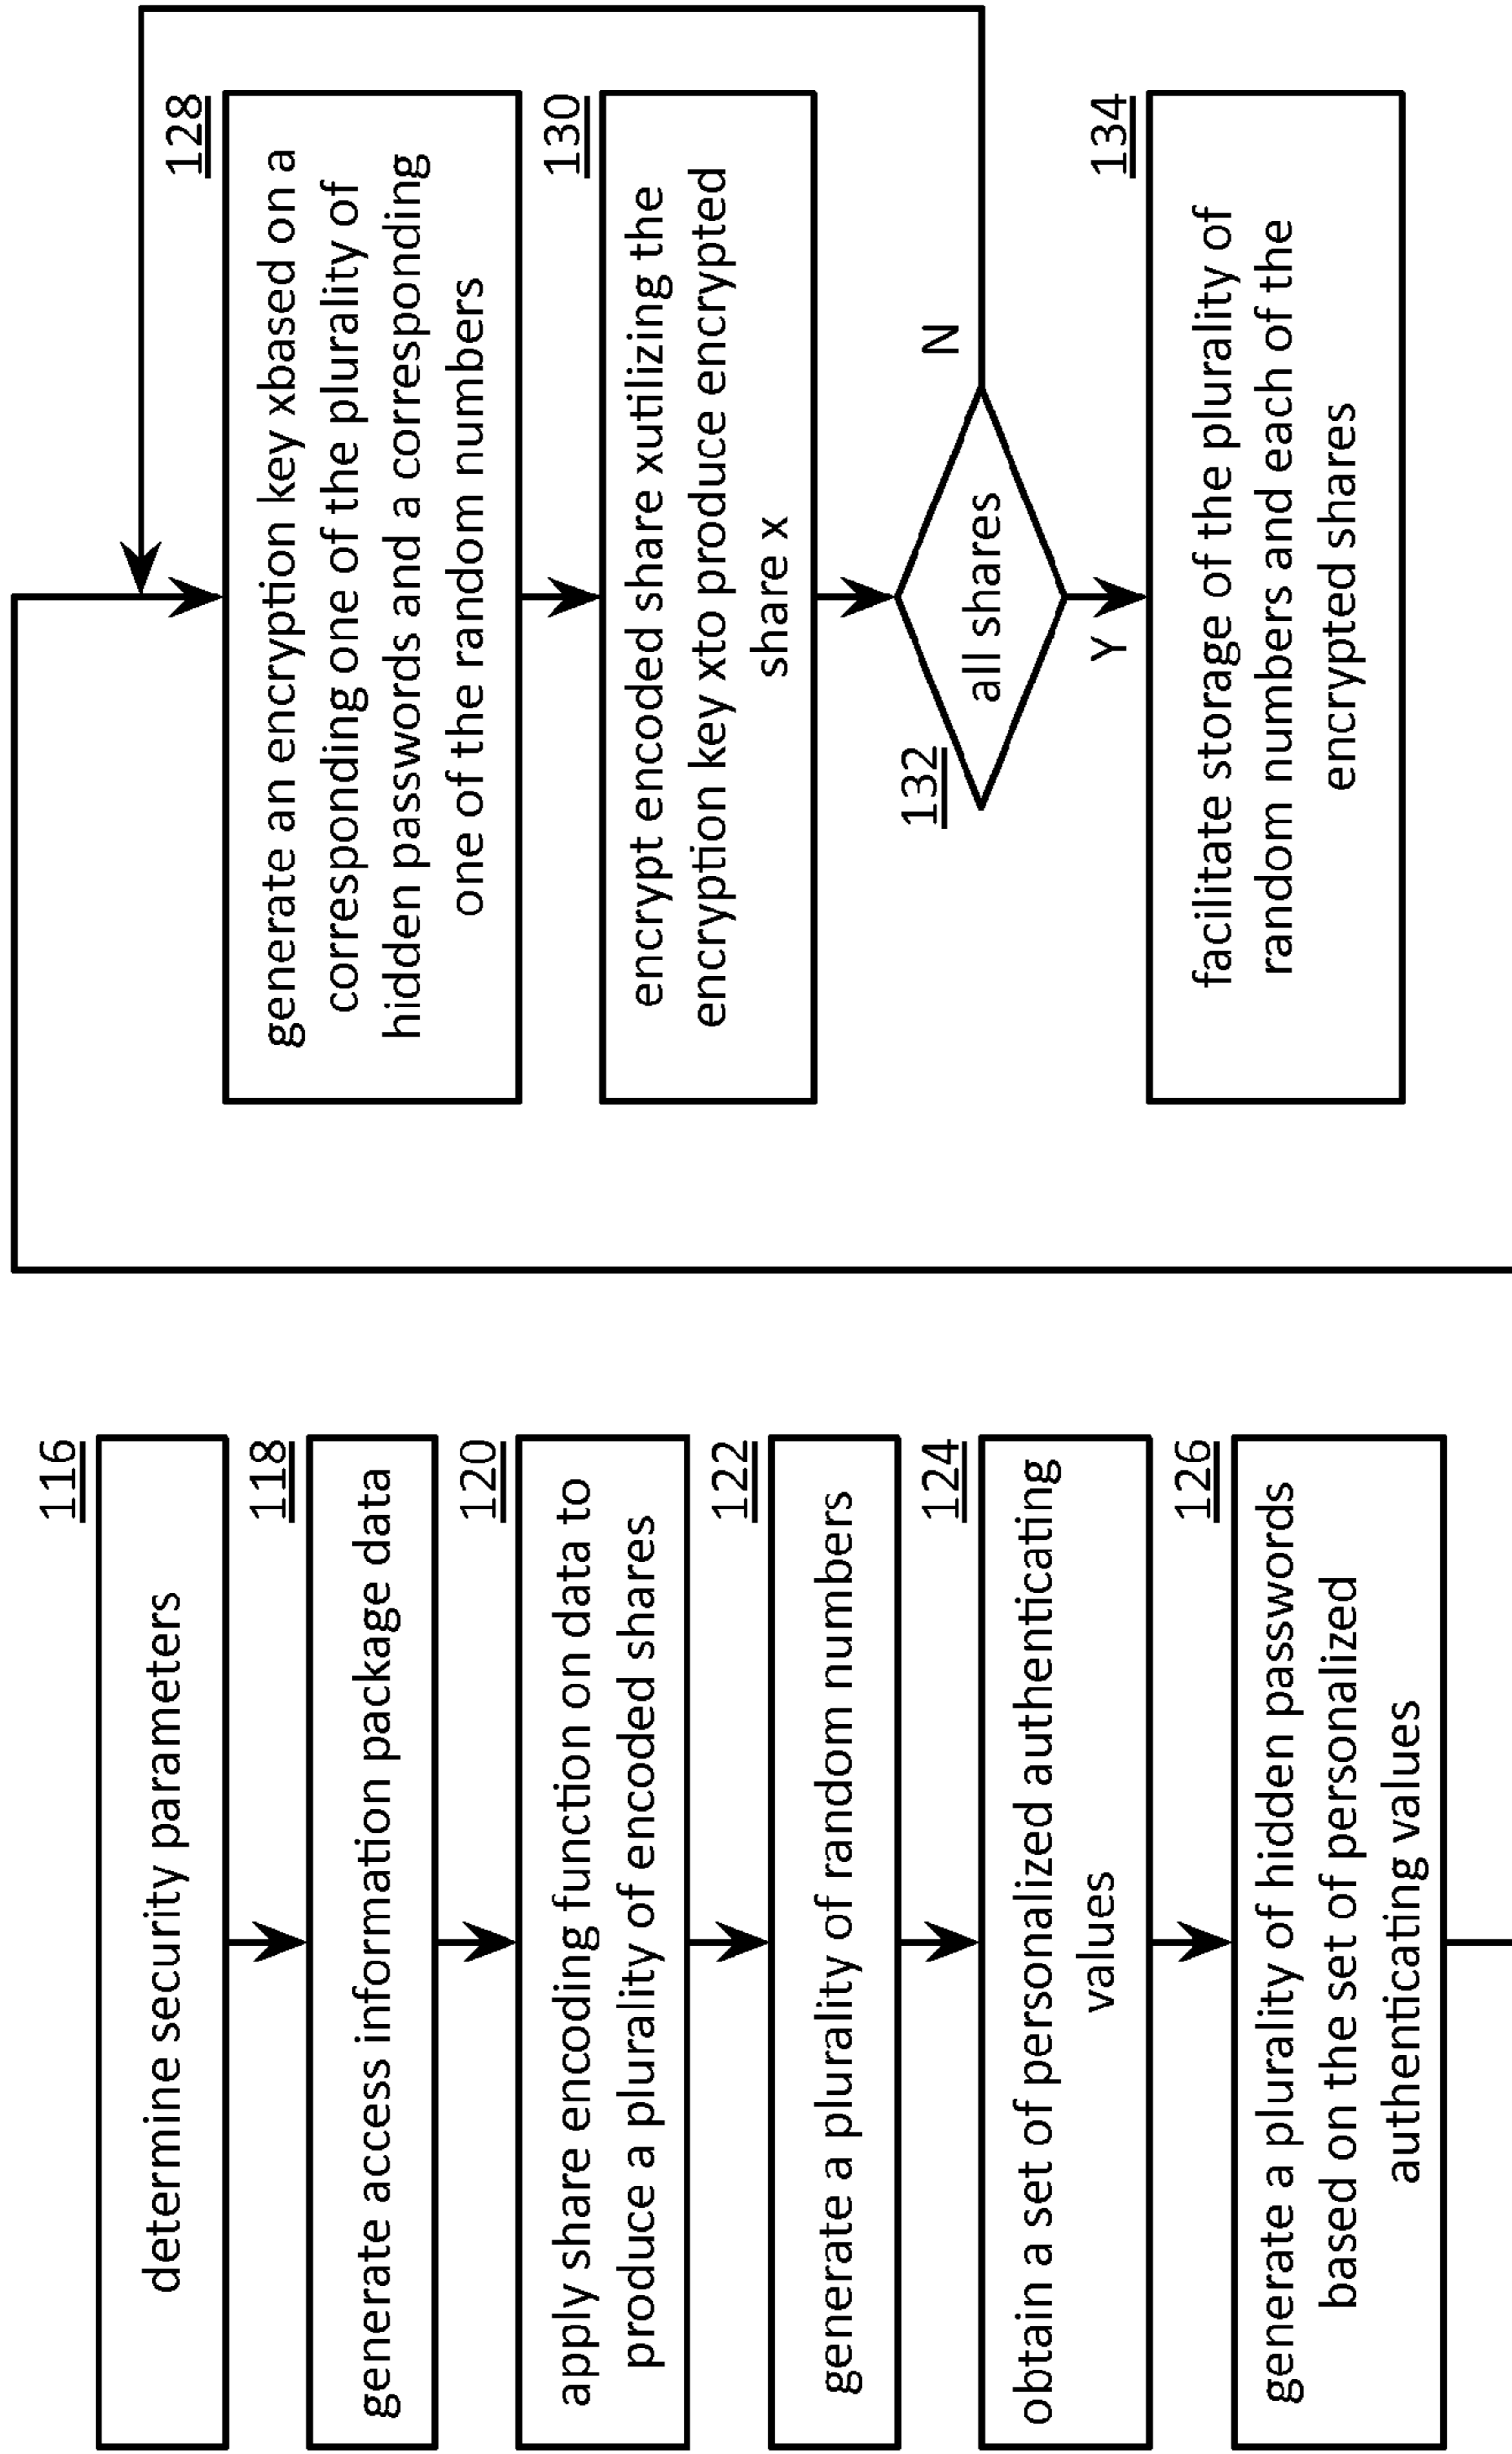 116
determine security parameters
118
generate access information package data
120
apply share encoding function on data to
produce a plurality of encoded shares
122
generate a plurality of random numbers
124
obtain a set of personalized authenticating
values
126
generate a plurality of hidden passwords
based on the set of personalized
authenticating values
128
generate an encryption key xbased on a
corresponding one of the plurality of
hidden passwords and a corresponding
one of the random numbers
130
encrypt encoded share xutilizing the
encryption key xto produce encrypted
share x
132
all shares
N
Y
134
facilitate storage of the plurality of
random numbers and each of the
encrypted shares